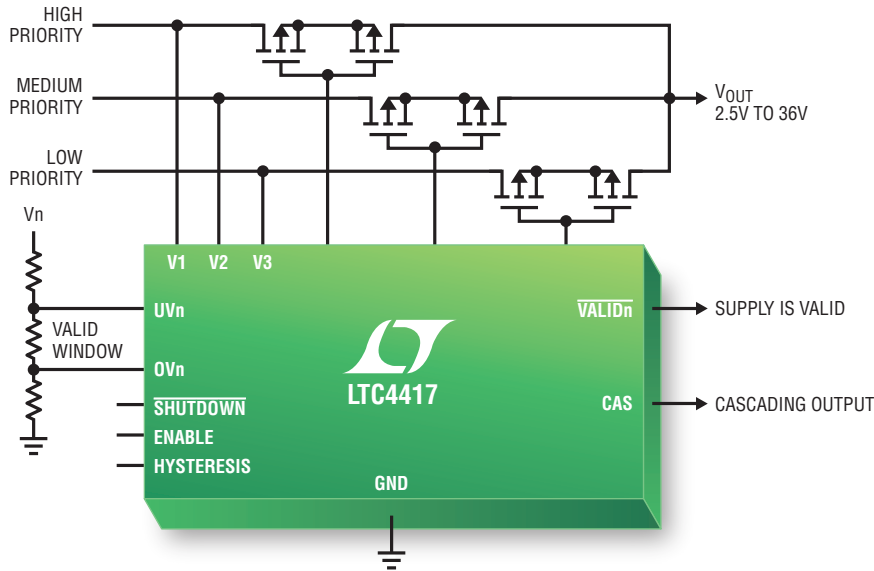 HIGH
PRIORITY
MEDIUM
PRIORITY
VOUT
2.5V TO 36V
LOW
PRIORITY
Vn
V1 V2 V3
UVn
VALIDn
SUPPLY IS VALID
VALID
WINDOW
OVn
LTC4417
SHUTDOWN
CAS
CASCADING OUTPUT
ENABLE
HYSTERESIS
GND